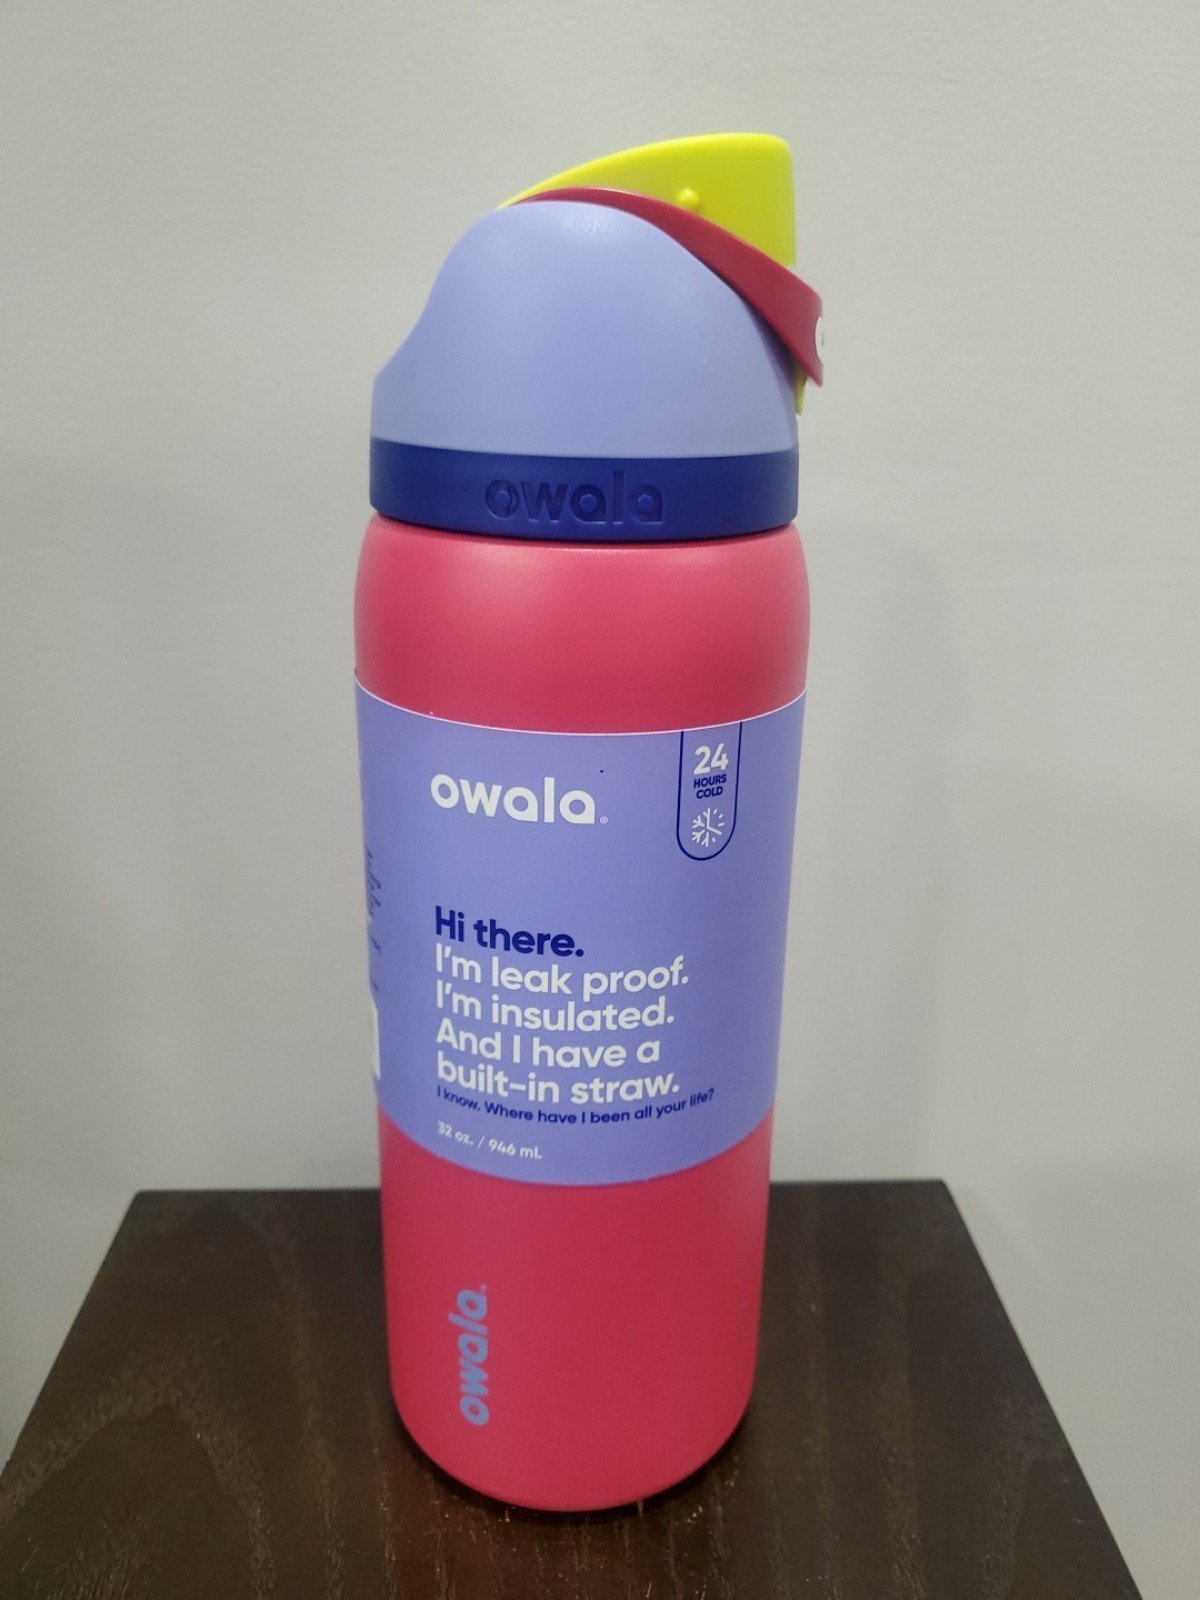 owala
owala®
24
HOURS
COLD
Hi there.
I'm leak proof.
I'm insulated.
And I have a
built-in straw.
I know. Where have I been all your life?
32 oz. / 946 mL
owala